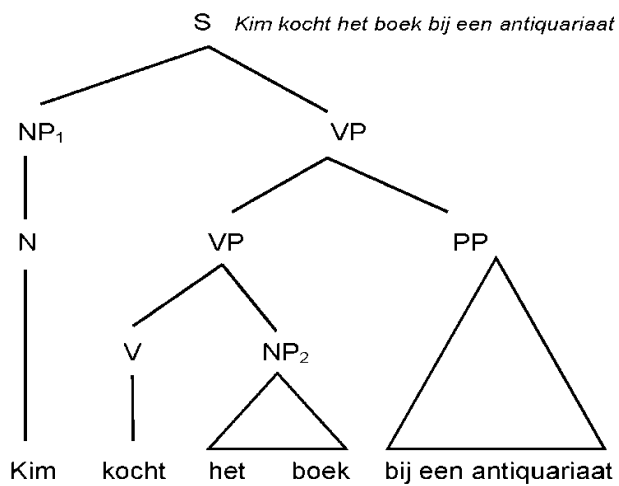 S Kim kocht het boek bij een antiquariaat
NP₁ VP
N VP PP
V NP₂
Kim kocht het boek bij een antiquariaat